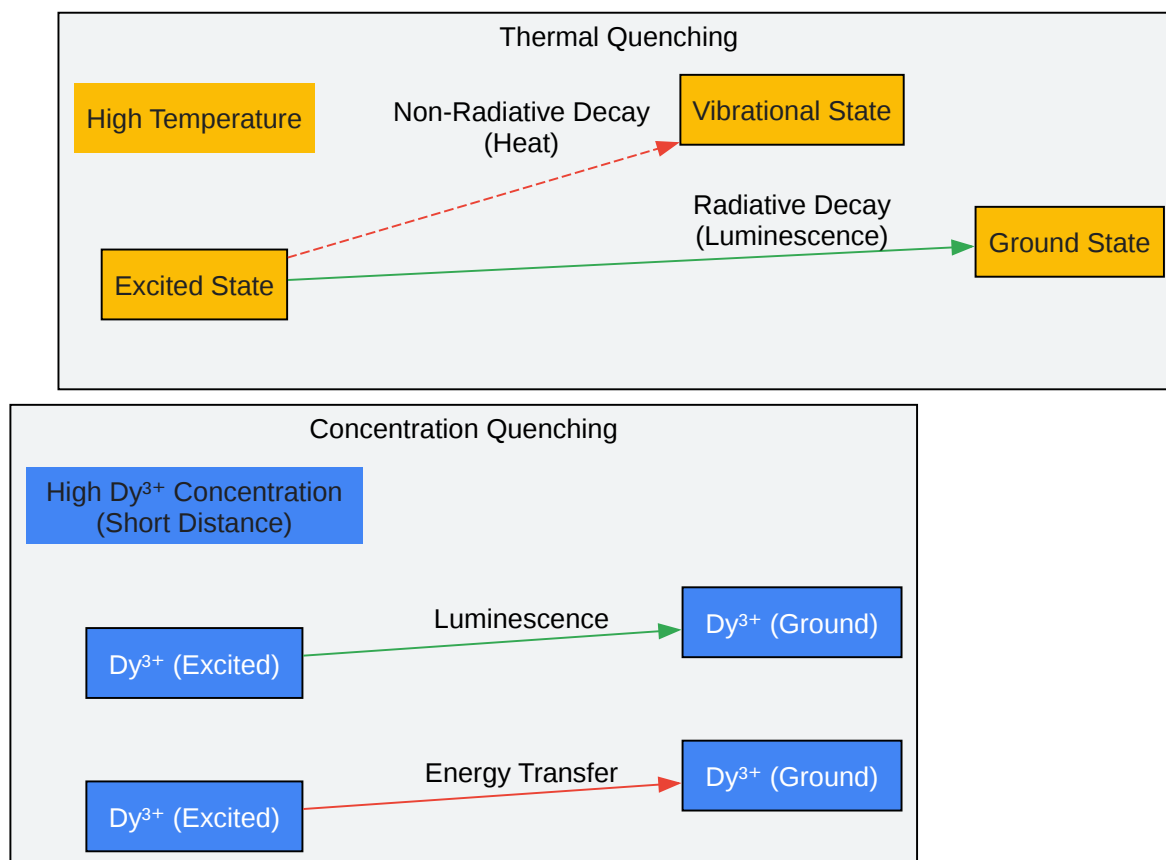 Thermal Quenching
High Temperature
Non-Radiative Decay
(Heat)
Vibrational State
Radiative Decay
(Luminescence)
Ground State
Excited State
Concentration Quenching
High Dy³⁺ Concentration
(Short Distance)
Luminescence
Dy³⁺ (Ground)
Dy³⁺ (Excited)
Energy Transfer
Dy³⁺ (Ground)
Dy³⁺ (Excited)